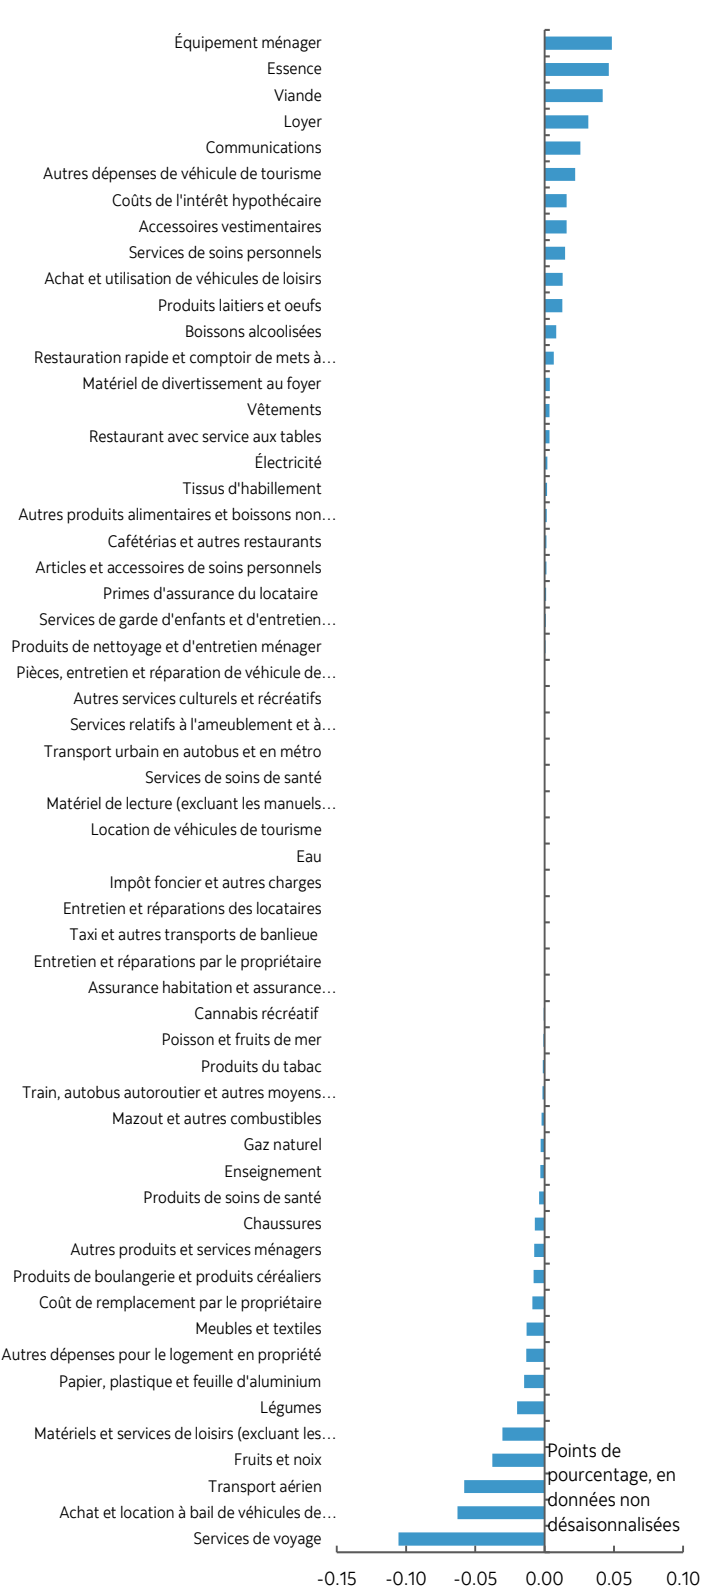 Équipement ménager
Essence
Viande
Loyer
Communications
Autres dépenses de véhicule de tourisme
Coûts de l'intérêt hypothécaire
Accessoires vestimentaires
Services de soins personnels
Achat et utilisation de véhicules de loisirs
Produits laitiers et oeufs
Boissons alcoolisées
Restauration rapide et comptoir de mets à…
Matériel de divertissement au foyer
Vêtements
Restaurant avec service aux tables
Électricité
Tissus d'habillement
Autres produits alimentaires et boissons non…
Cafétérias et autres restaurants
Articles et accessoires de soins personnels
Primes d'assurance du locataire
Services de garde d'enfants et d'entretien…
Produits de nettoyage et d'entretien ménager
Pièces, entretien et réparation de véhicule de…
Autres services culturels et récréatifs
Services relatifs à l'ameublement et à…
Transport urbain en autobus et en métro
Services de soins de santé
Matériel de lecture (excluant les manuels…
Location de véhicules de tourisme
Eau
Impôt foncier et autres charges
Entretien et réparations des locataires
Taxi et autres transports de banlieue
Entretien et réparations par le propriétaire
Assurance habitation et assurance…
Cannabis récréatif
Poisson et fruits de mer
Produits du tabac
Train, autobus autoroutier et autres moyens…
Mazout et autres combustibles
Gaz naturel
Enseignement
Produits de soins de santé
Chaussures
Autres produits et services ménagers
Produits de boulangerie et produits céréaliers
Coût de remplacement par le propriétaire
Meubles et textiles
Autres dépenses pour le logement en propriété
Papier, plastique et feuille d'aluminium
Légumes
Matériels et services de loisirs (excluant les…
Fruits et noix
Transport aérien
Achat et location à bail de véhicules de…
Services de voyage
Points de
pourcentage, en
données non
désaisonnalisées
-0.15 -0.10 -0.05 0.00 0.05 0.10